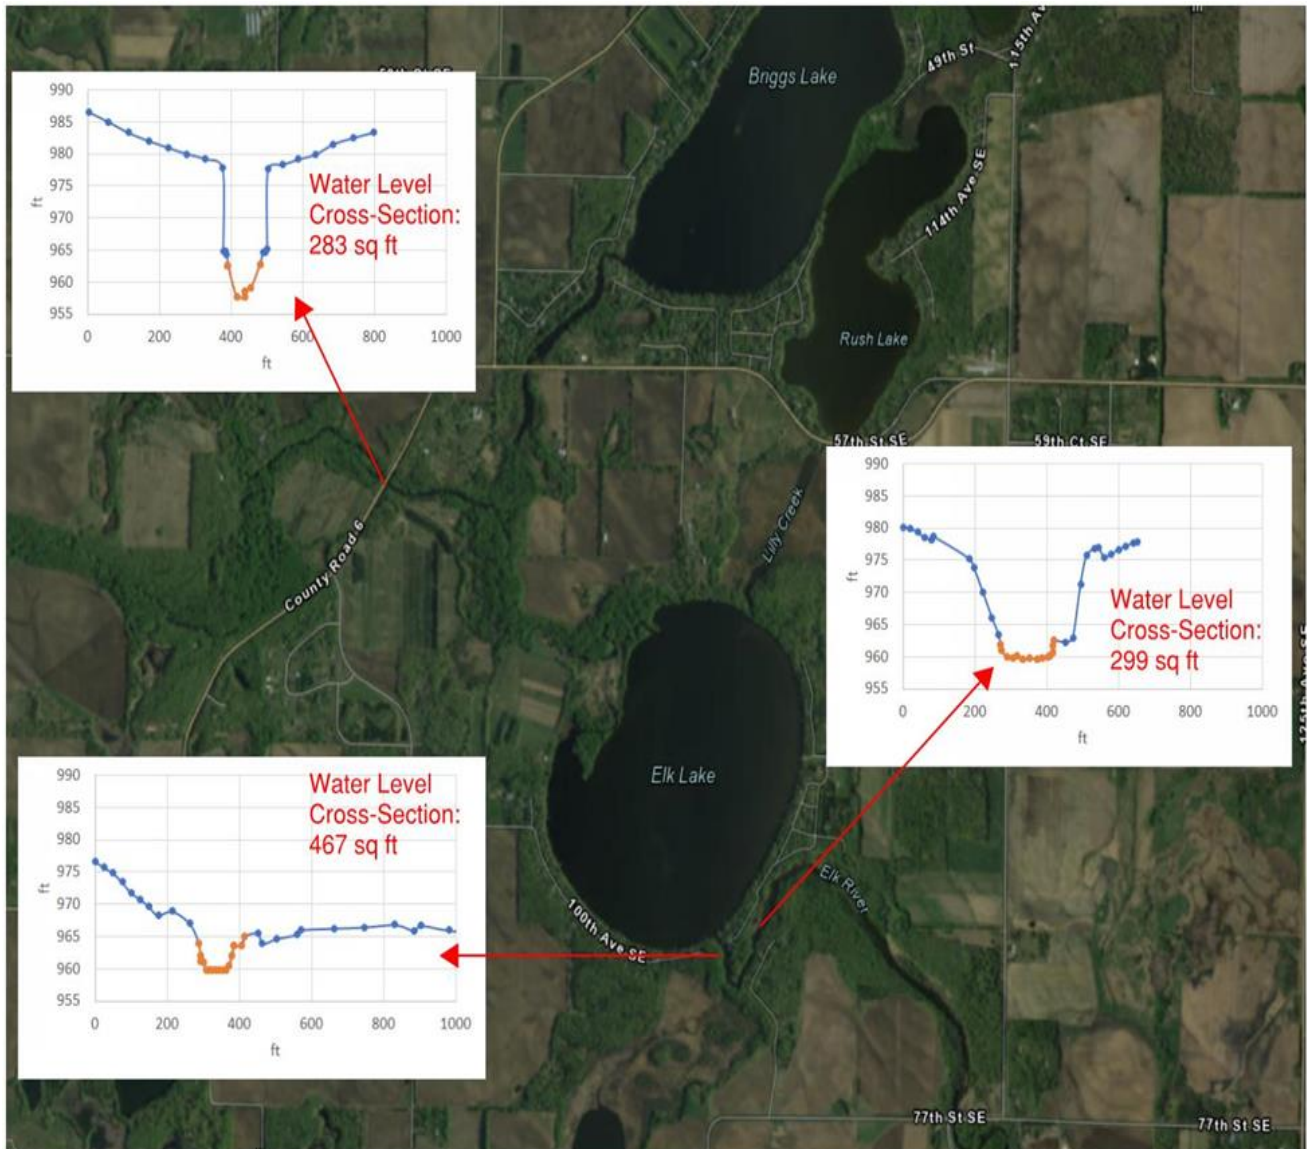 Briggs Lake
49th St
115th Av
114th Ave SE
Rush Lake
57th St SE
59th Ct SE
Lilly Creek
County Road 6
Elk Lake
Elk River
100th Ave SE
77th St SE
77th St SE
125th Ave SE
990
985
980
975
970
965
960
955
0
200
400
600
800
1000
ft
ft
Water Level
Cross-Section:
283 sq ft
990
985
980
975
970
965
960
955
0
200
400
600
800
1000
ft
ft
Water Level
Cross-Section:
299 sq ft
990
985
980
975
970
965
960
955
0
200
400
600
800
1000
ft
ft
Water Level
Cross-Section:
467 sq ft